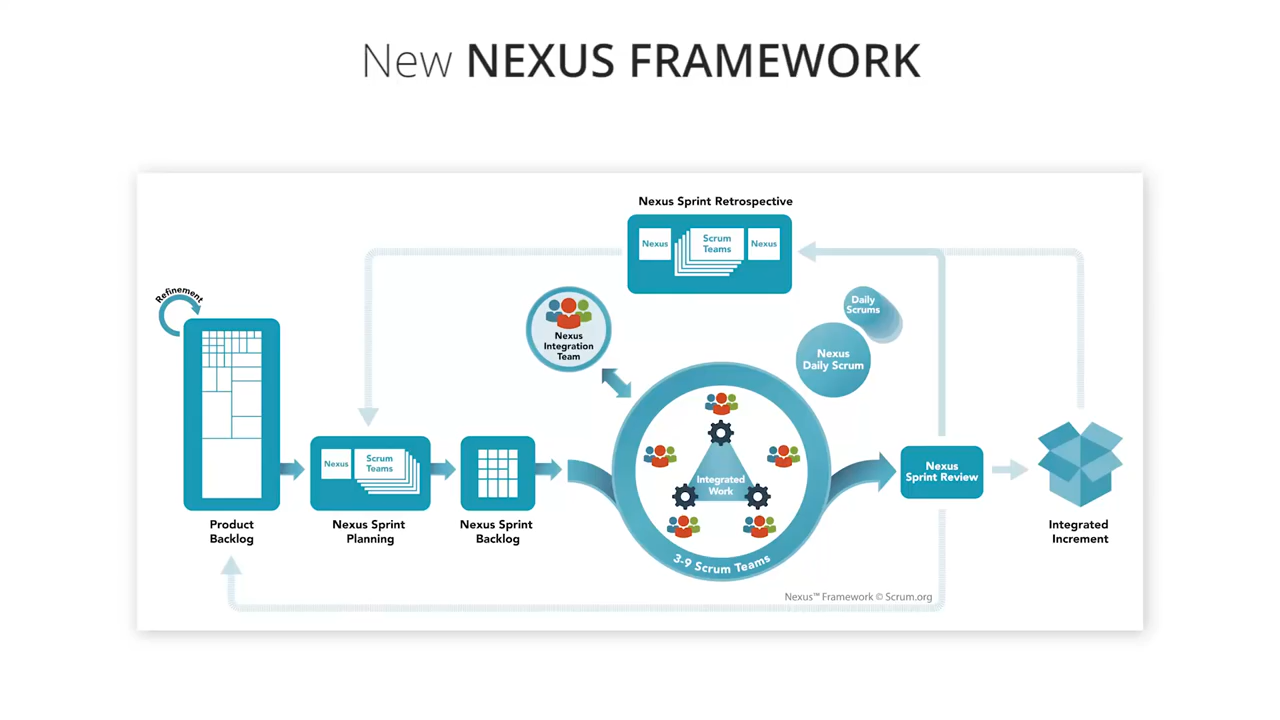 New NEXUS FRAMEWORK
Nexus Sprint Retrospective
Nexus
Scrum
Teams
Nexus
Refinement
Nexus
Integration
Team
Daily
Scrums
Nexus
Daily Scrum
Nexus
Scrum
Teams
Integrated
Work
3-9 Scrum Teams
Nexus
Sprint Review
Product
Backlog
Nexus Sprint
Planning
Nexus Sprint
Backlog
Integrated
Increment
Nexus™ Framework © Scrum.org